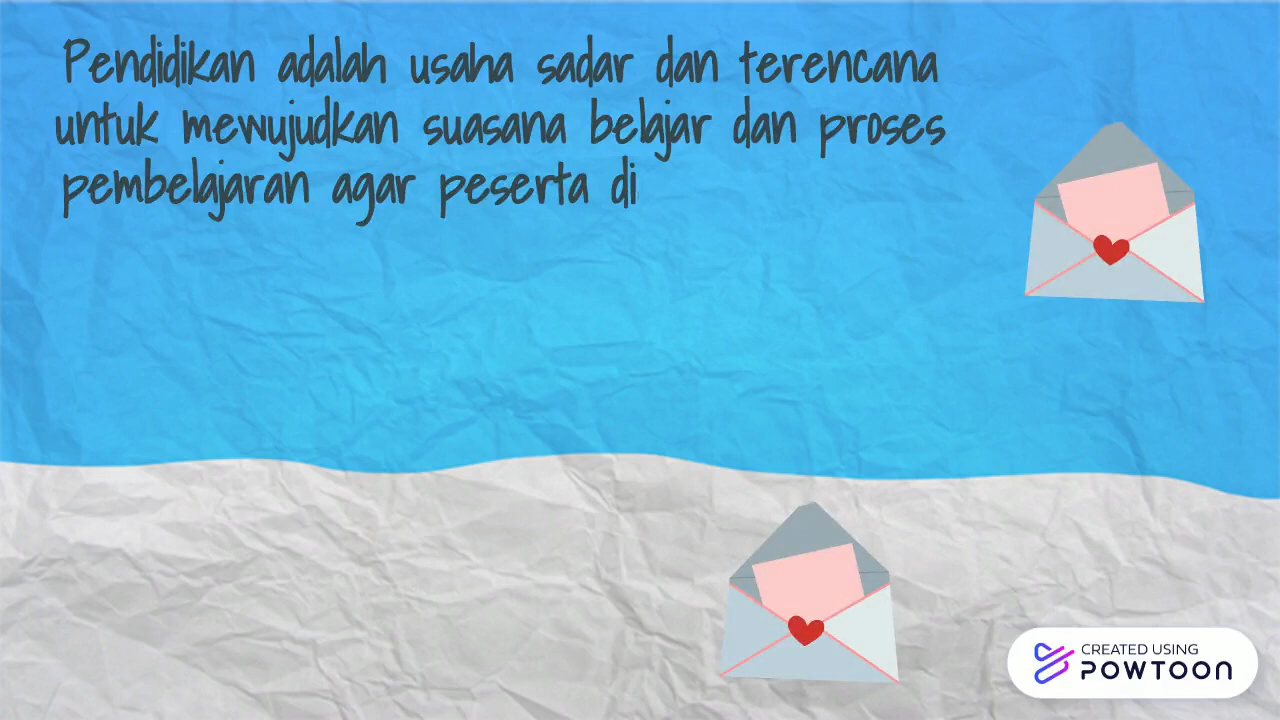 Pendidikan adalah usaha sadar dan terencana
untuk mewujudkan suasana belajar dan proses
pembelajaran agar peserta di
CREATED USING
POWTOON